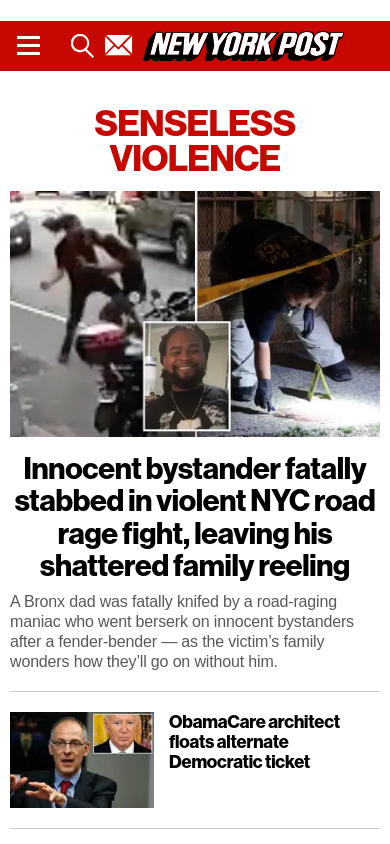 NEW YORK POST
SENSELESS
VIOLENCE
Innocent bystander fatally
stabbed in violent NYC road
rage fight, leaving his
shattered family reeling
A Bronx dad was fatally knifed by a road-raging
maniac who went berserk on innocent bystanders
after a fender-bender — as the victim’s family
wonders how they’ll go on without him.
ObamaCare architect
floats alternate
Democratic ticket